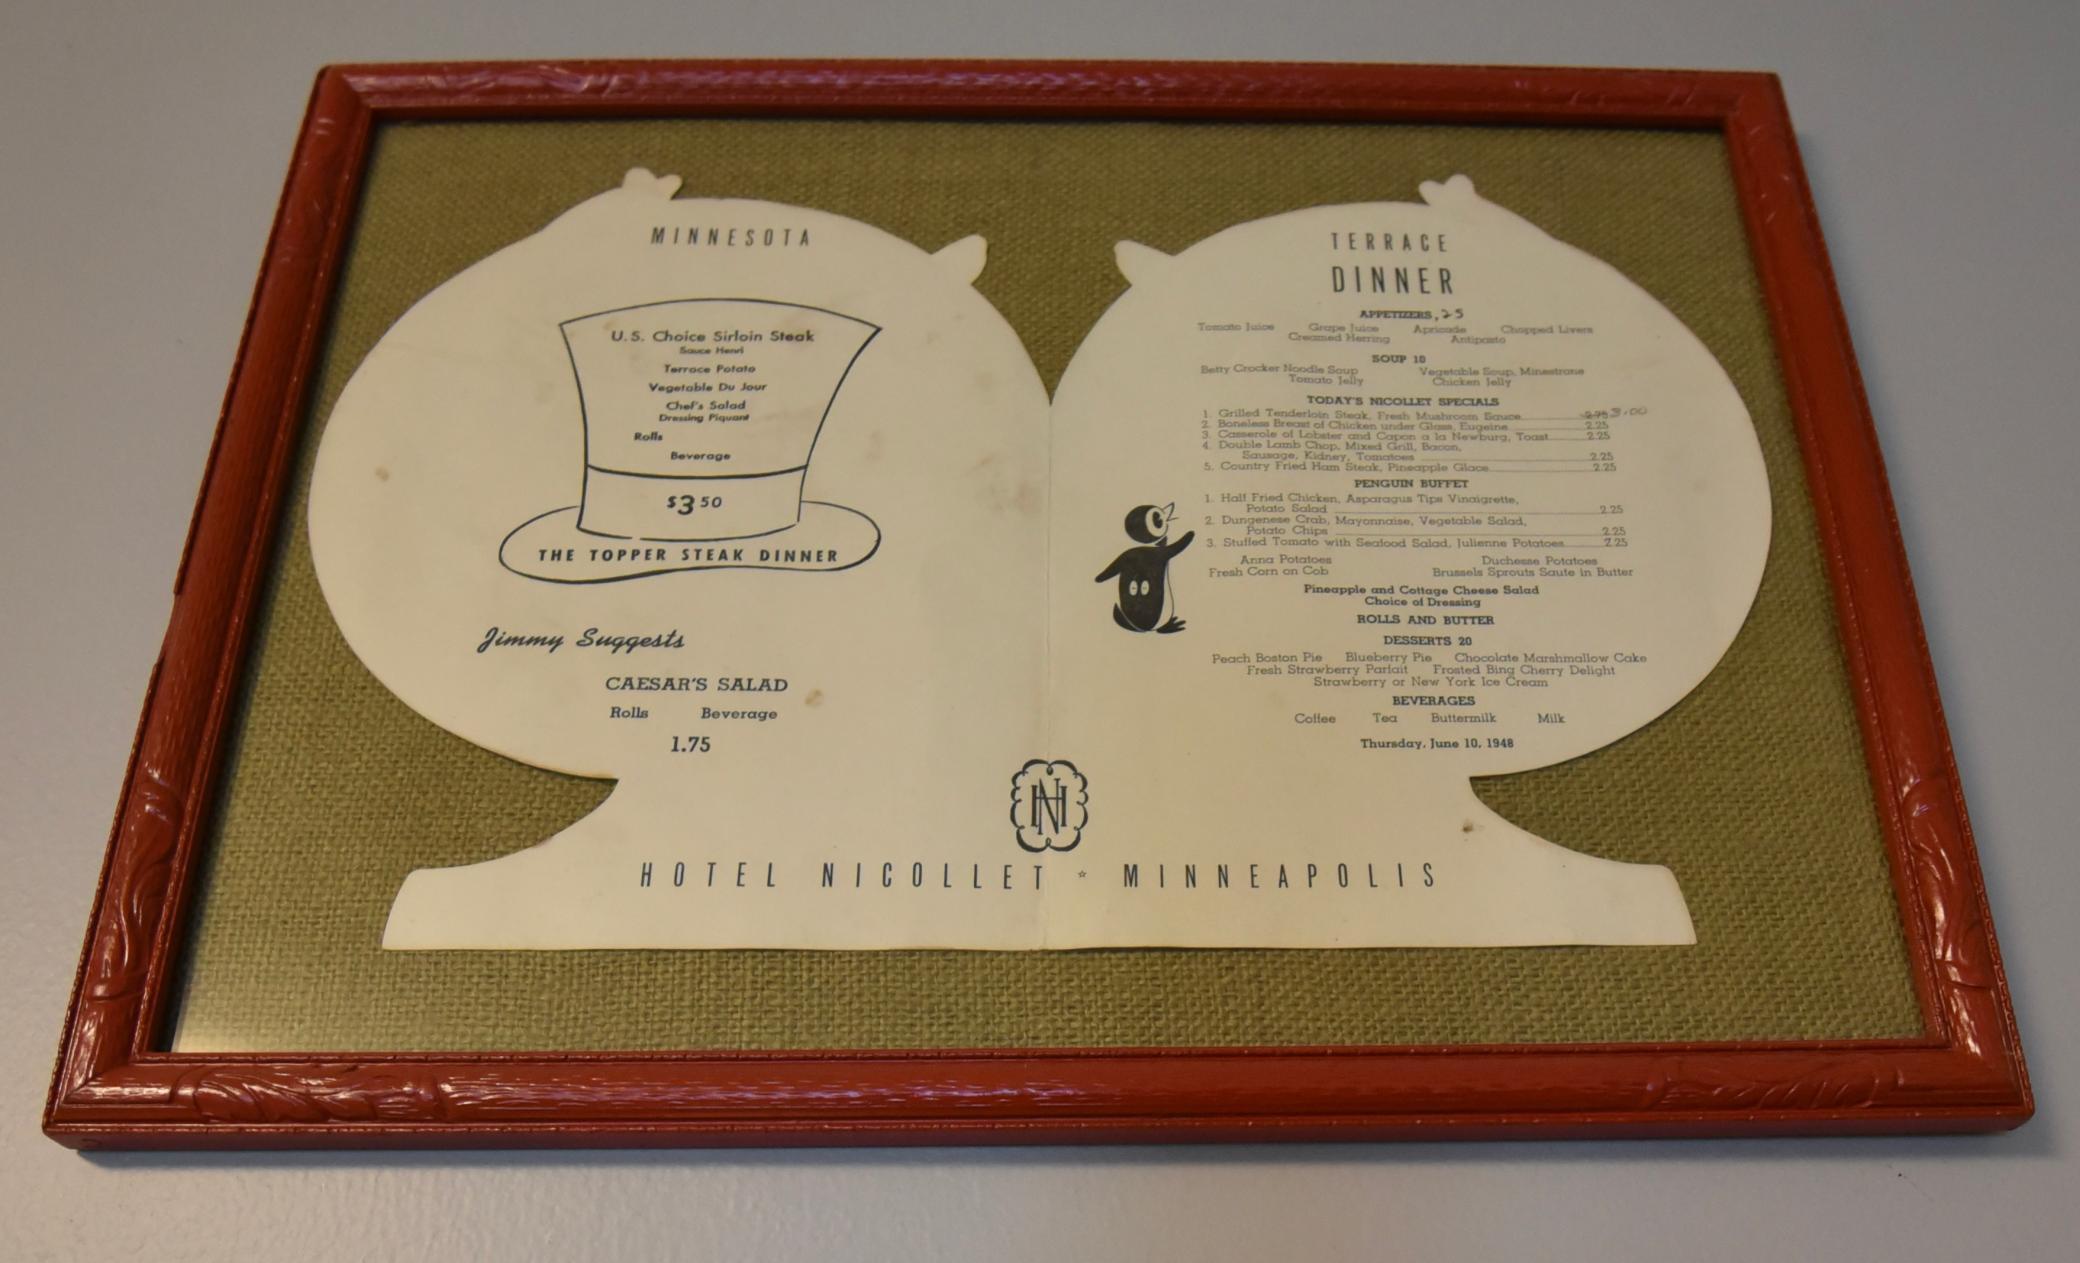 MINNESOTA
U.S. Choice Sirloin Steak
Sauce Henri
Terrace Potato
Vegetable Du Jour
Chef's Salad
Dressing Piquant
Rolls
Beverage
$3 50
THE TOPPER STEAK DINNER
Jimmy Suggests
CAESAR'S SALAD
Rolls Beverage
1.75
TERRACE
DINNER
APPETIZERS, 25
Tomato Juice Grape Juice Apricade Chopped Livers
Creamed Herring Antipasto
SOUP 10
Betty Crocker Noodle Soup Vegetable Soup, Minestrone
Tomato Jelly Chicken Jelly
TODAY'S NICOLLET SPECIALS
1. Grilled Tenderloin Steak, Fresh Mushroom Sauce 2.75 3.00
2. Boneless Breast of Chicken under Glass, Eugeine 2.25
3. Casserole of Lobster and Capon a la Newburg, Toast 2.25
4. Double Lamb Chop, Mixed Grill, Bacon,
Sausage, Kidney, Tomatoes 2.25
5. Country Fried Ham Steak, Pineapple Glace 2.25
PENGUIN BUFFET
1. Half Fried Chicken, Asparagus Tips Vinaigrette,
Potato Salad 2.25
2. Dungenese Crab, Mayonnaise, Vegetable Salad,
Potato Chips 2.25
3. Stuffed Tomato with Seafood Salad, Julienne Potatoes 2.25
Anna Potatoes Duchesse Potatoes
Fresh Corn on Cob Brussels Sprouts Saute in Butter
Pineapple and Cottage Cheese Salad
Choice of Dressing
ROLLS AND BUTTER
DESSERTS 20
Peach Boston Pie Blueberry Pie Chocolate Marshmallow Cake
Fresh Strawberry Parfait Frosted Bing Cherry Delight
Strawberry or New York Ice Cream
BEVERAGES
Coffee Tea Buttermilk Milk
Thursday, June 10, 1948
NH
HOTEL NICOLLET ☆ MINNEAPOLIS